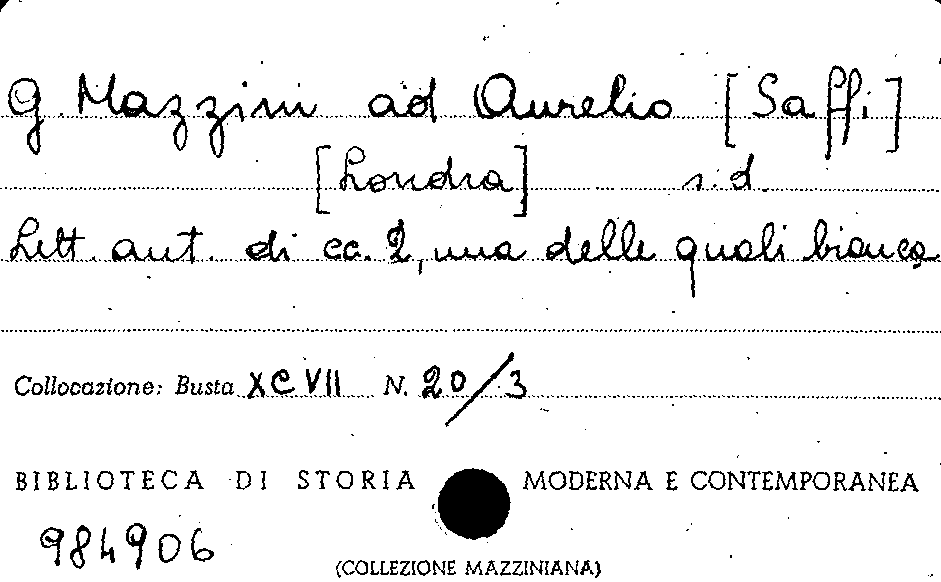 G. Mazzini ad Aurelio [Saffi]
[Londra] s.d.
Lett. aut. di cc. 2, una delle quali bianca
Collocazione: Busta XCVII N. 20/3
BIBLIOTECA DI STORIA MODERNA E CONTEMPORANEA
984906
(COLLEZIONE MAZZINIANA)